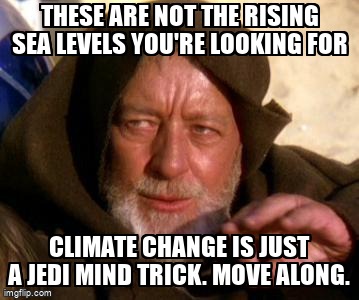 THESE ARE NOT THE RISING
SEA LEVELS YOU'RE LOOKING FOR
CLIMATE CHANGE IS JUST
A JEDI MIND TRICK. MOVE ALONG.
imgflip.com